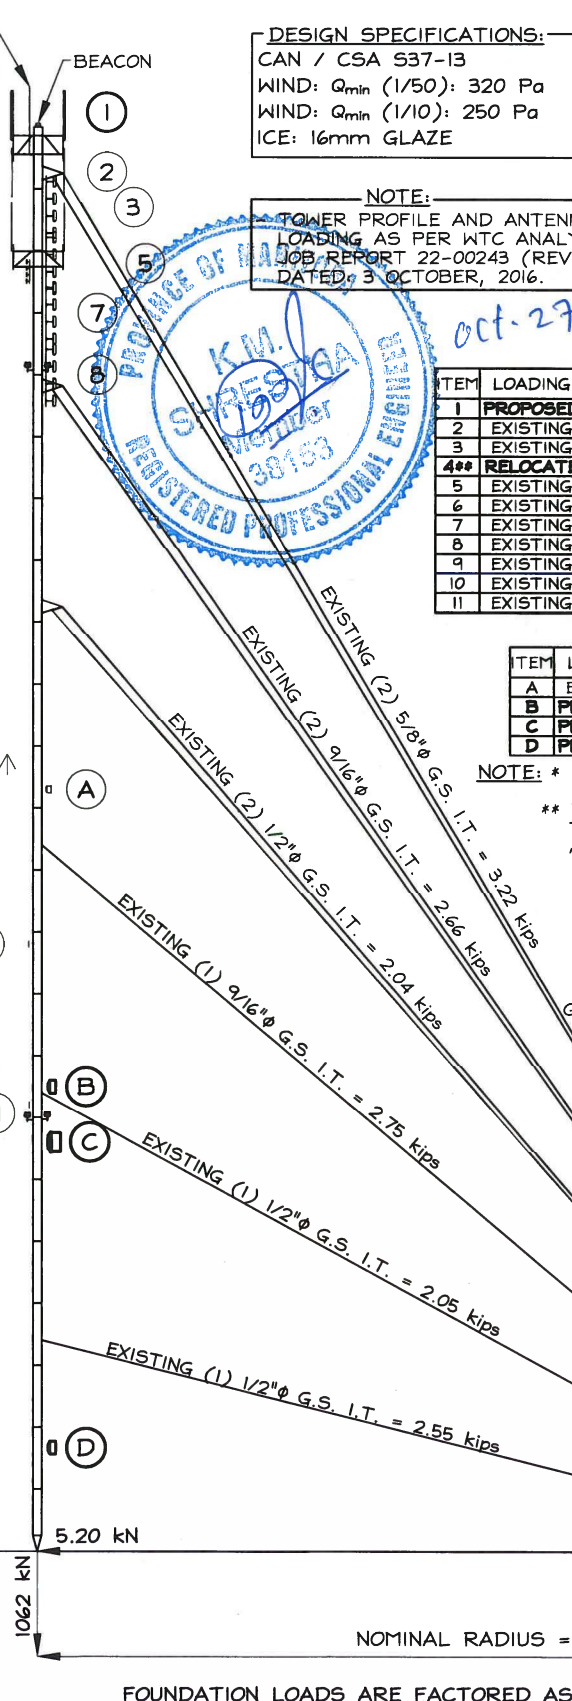 DESIGN SPECIFICATIONS:
CAN / CSA S37-13
WIND: Qmin (1/50): 320 Pa
WIND: Qmin (1/10): 250 Pa
ICE: 16mm GLAZE
BEACON
1
2
3
5
7
8
NOTE:
- TOWER PROFILE AND ANTEN
LOADING AS PER WTC ANALY
JOB REPORT 22-00243 (REV
DATED: 3 OCTOBER, 2016.
PROVINCE OF MANITOBA
K.M.
SHRESTHA
Member
38163
REGISTERED PROFESSIONAL ENGINEER
Oct. 27
ITEM LOADING
1 PROPOSED
2 EXISTING
3 EXISTING
4** RELOCATE
5 EXISTING
6 EXISTING
7 EXISTING
8 EXISTING
9 EXISTING
10 EXISTING
11 EXISTING
ITEM L
A E
B P
C P
D P
NOTE: *
**
EXISTING (2) 5/8"φ G.S. I.T. = 3.22 kips
EXISTING (2) 9/16"φ G.S. I.T. = 2.66 kips
EXISTING (2) 1/2"φ G.S. I.T. = 2.04 kips
A
EXISTING (1) 9/16"φ G.S. I.T. = 2.75 kips
B
C
EXISTING (1) 1/2"φ G.S. I.T. = 2.05 kips
EXISTING (1) 1/2"φ G.S. I.T. = 2.55 kips
D
5.20 kN
1062 kN
NOMINAL RADIUS =
FOUNDATION LOADS ARE FACTORED AS